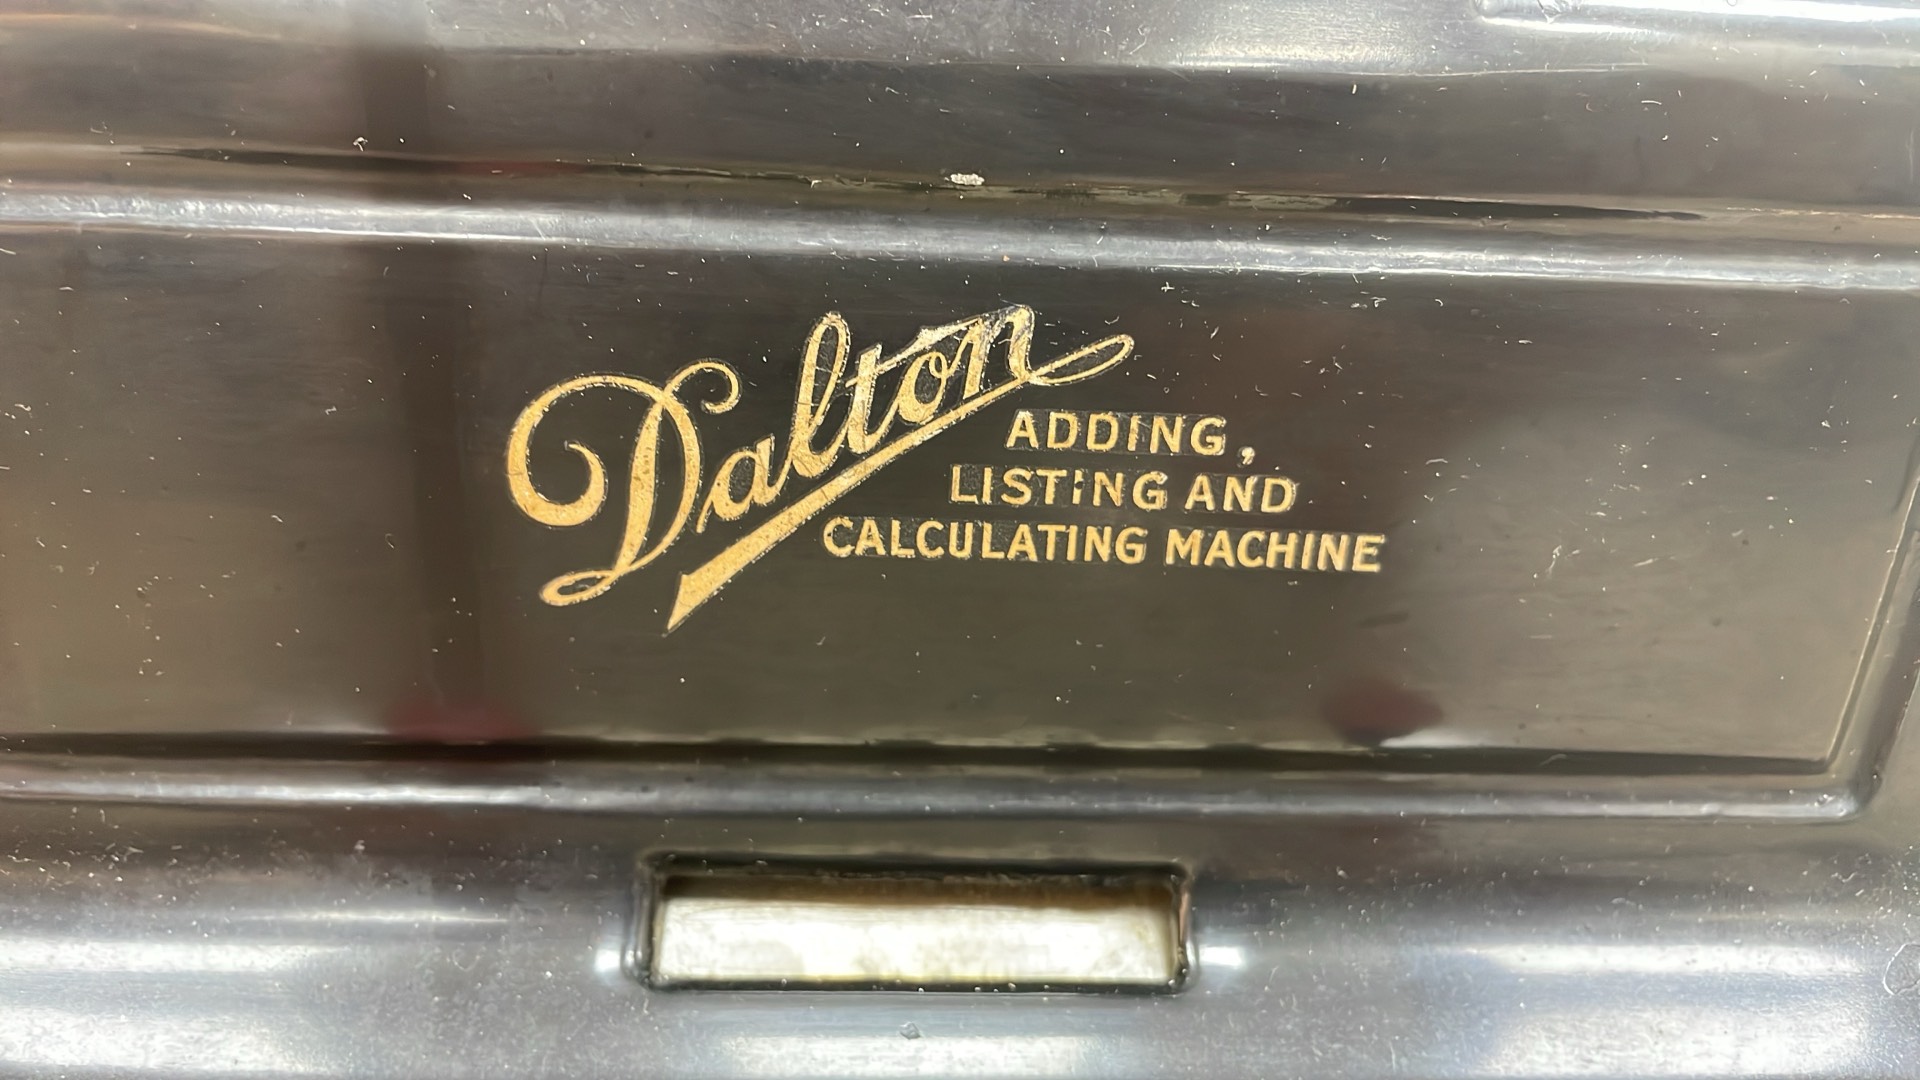 Dalton
ADDING,
LISTING AND
CALCULATING MACHINE